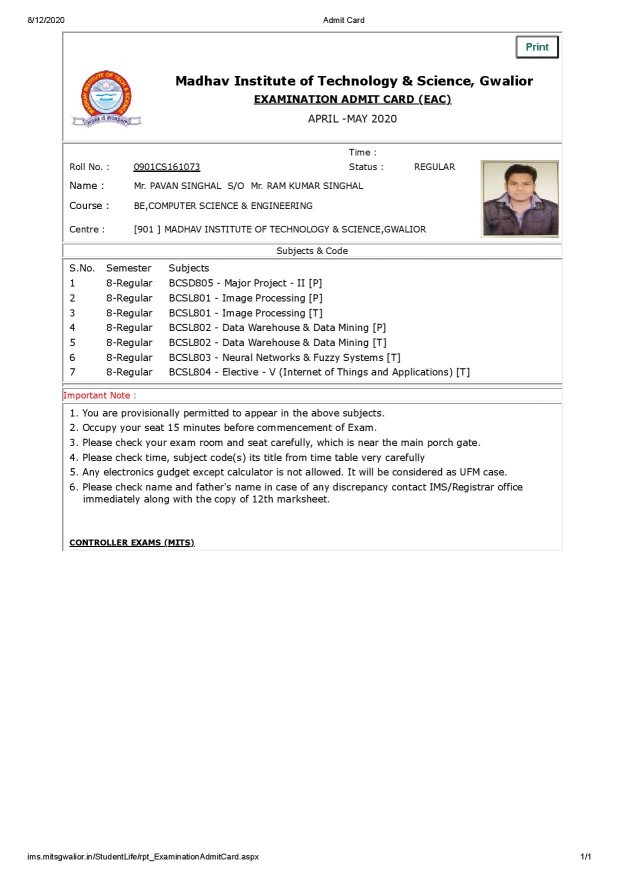 8/12/2020 Admit Card
Print
Madhav Institute of Technology & Science, Gwalior
EXAMINATION ADMIT CARD (EAC)
APRIL -MAY 2020
MADHAV INSTITUTE OF TECH. & SCIENCE
WORK IS WORSHIP
Time :
Roll No. : 0901CS161073 Status : REGULAR
Name : Mr. PAVAN SINGHAL S/O Mr. RAM KUMAR SINGHAL
Course : BE,COMPUTER SCIENCE & ENGINEERING
Centre : [901 ] MADHAV INSTITUTE OF TECHNOLOGY & SCIENCE,GWALIOR
Subjects & Code
S.No. Semester Subjects
1 8-Regular BCSD805 - Major Project - II [P]
2 8-Regular BCSL801 - Image Processing [P]
3 8-Regular BCSL801 - Image Processing [T]
4 8-Regular BCSL802 - Data Warehouse & Data Mining [P]
5 8-Regular BCSL802 - Data Warehouse & Data Mining [T]
6 8-Regular BCSL803 - Neural Networks & Fuzzy Systems [T]
7 8-Regular BCSL804 - Elective - V (Internet of Things and Applications) [T]
Important Note :
1. You are provisionally permitted to appear in the above subjects.
2. Occupy your seat 15 minutes before commencement of Exam.
3. Please check your exam room and seat carefully, which is near the main porch gate.
4. Please check time, subject code(s) its title from time table very carefully
5. Any electronics gudget except calculator is not allowed. It will be considered as UFM case.
6. Please check name and father's name in case of any discrepancy contact IMS/Registrar office
immediately along with the copy of 12th marksheet.
CONTROLLER EXAMS (MITS)
ims.mitsgwalior.in/StudentLife/rpt_ExaminationAdmitCard.aspx 1/1